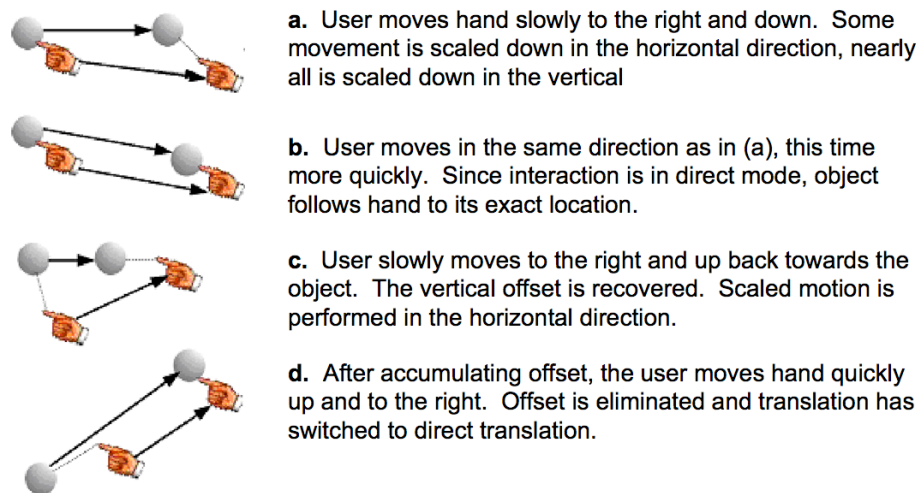 a. User moves hand slowly to the right and down. Some
movement is scaled down in the horizontal direction, nearly
all is scaled down in the vertical
b. User moves in the same direction as in (a), this time
more quickly. Since interaction is in direct mode, object
follows hand to its exact location.
c. User slowly moves to the right and up back towards the
object. The vertical offset is recovered. Scaled motion is
performed in the horizontal direction.
d. After accumulating offset, the user moves hand quickly
up and to the right. Offset is eliminated and translation has
switched to direct translation.